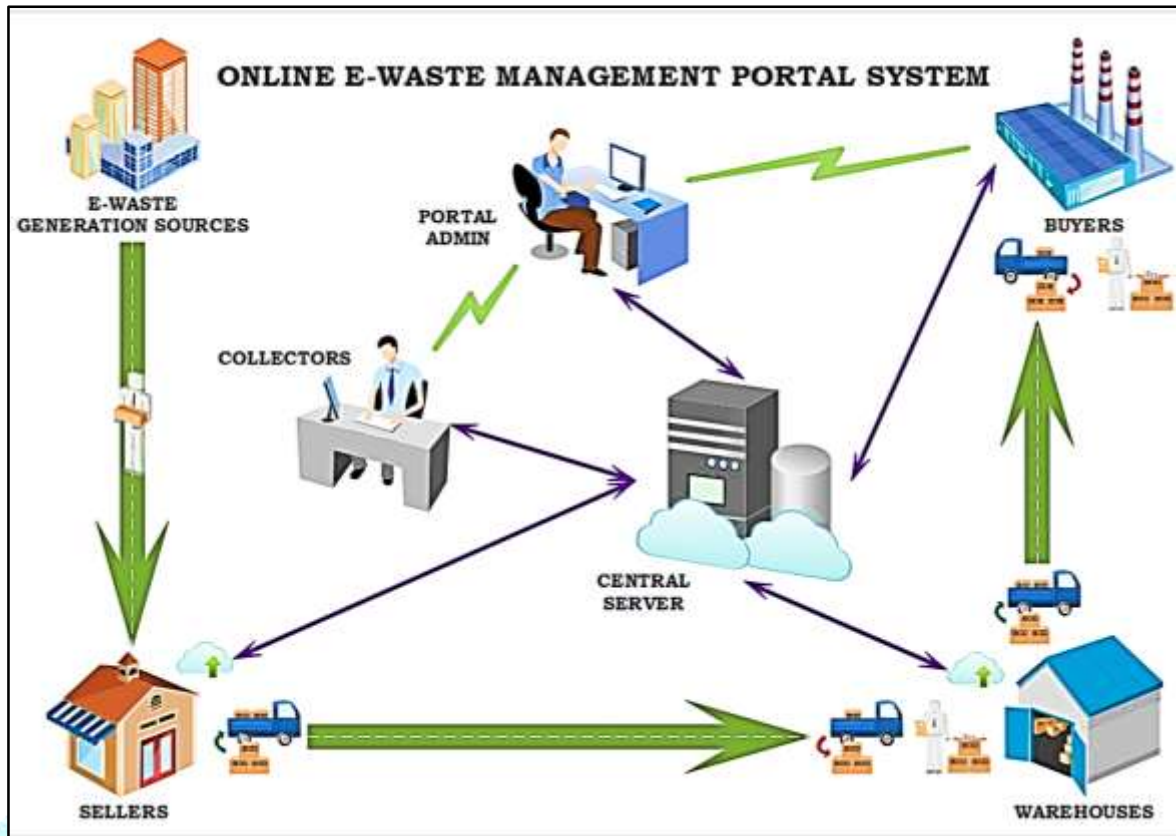 ONLINE E-WASTE MANAGEMENT PORTAL SYSTEM
E-WASTE
GENERATION SOURCES
PORTAL
ADMIN
BUYERS
COLLECTORS
CENTRAL
SERVER
SELLERS
WAREHOUSES